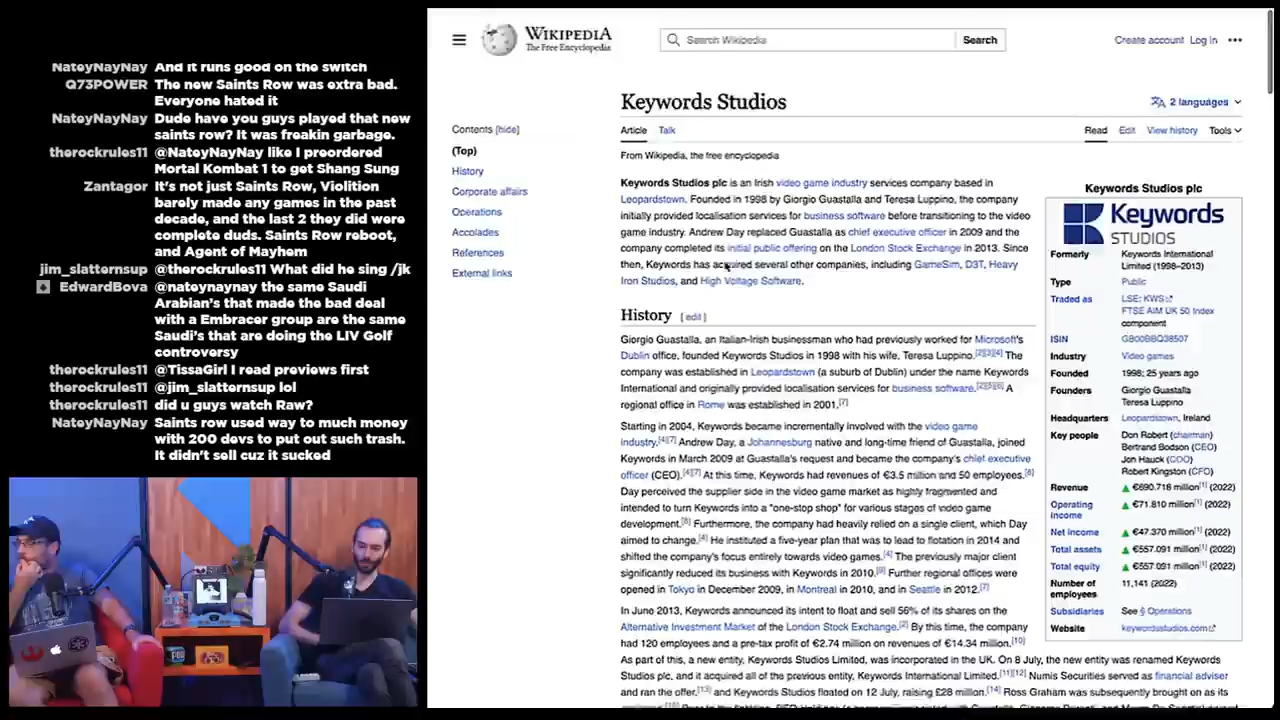 NateyNayNay And it runs good on the switch
Q73POWER The new Saints Row was extra bad.
Everyone hated it
NateyNayNay Dude have you guys played that new
saints row? It was freakin garbage.
therockrules11 @NateyNayNay like I preordered
Mortal Kombat 1 to get Shang Sung
Zantagor It's not just Saints Row, Violition
barely made any games in the past
decade, and the last 2 they did were
complete duds. Saints Row reboot,
and Agent of Mayhem
jim_slatternsup @therockrules11 What did he sing /jk
EdwardBova @nateynaynay the same Saudi
Arabian's that made the bad deal
with a Embracer group are the same
Saudi's that are doing the LIV Golf
controversy
therockrules11 @TissaGirl I read previews first
therockrules11 @jim_slatternsup lol
therockrules11 did u guys watch Raw?
NateyNayNay Saints row used way to much staff
with 200 devs to put out such trash.
It didn't sell cuz it sucked
WIKIPEDIA
The Free Encyclopedia
Search Wikipedia
Search
Create account Log in
Keywords Studios
2 languages
Article Talk
Read Edit View history Tools
From Wikipedia, the free encyclopedia
Contents [hide]
(Top)
History
Corporate affairs
Operations
Accolades
References
External links
Keywords Studios plc is an Irish video game industry services company based in
Leopardstown. Founded in 1998 by Giorgio Guastalla and Teresa Luppino, the company
initially provided localisation services for business software before transitioning to the video
game industry. Andrew Day replaced Guastalla as chief executive officer in 2009 and the
company completed its initial public offering on the London Stock Exchange in 2013. Since
then, Keywords has acquired several other companies, including GameSim, D3T, Heavy
Iron Studios, and High Voltage Software.
History [ edit ]
Giorgio Guastalla, an Italian-Irish businessman who had previously worked for Microsoft's
Dublin office, founded Keywords Studios in 1998 with his wife, Teresa Luppino.[2][3][4] The
company was established in Leopardstown (a suburb of Dublin) under the name Keywords
International and originally provided localisation services for business software.[2][5][6] A
regional office in Rome was established in 2001.[7]
Starting in 2004, Keywords became incrementally involved with the video game
industry.[4][7] Andrew Day, a Johannesburg native and long-time friend of Guastalla, joined
Keywords in March 2009 at Guastalla's request and became the company's chief executive
officer (CEO).[4][7] At this time, Keywords had revenues of €3.5 million and 50 employees.[8]
Day perceived the supplier side in the video game market as highly fragmented and
intended to turn Keywords into a "one-stop shop" for various stages of video game
development.[8] Furthermore, the company had heavily relied on a single client, which Day
aimed to change.[4] He instituted a five-year plan that was to lead to flotation in 2014 and
shifted the company's focus entirely towards video games.[4] The previously major client
significantly reduced its business with Keywords in 2010.[9] Further regional offices were
opened in Tokyo in December 2009, in Montreal in 2010, and in Seattle in 2012.[7]
In June 2013, Keywords announced its intent to float and sell 56% of its shares on the
Alternative Investment Market of the London Stock Exchange.[2] By this time, the company
had 120 employees and a pre-tax profit of €2.74 million on revenues of €14.34 million.[10]
As part of this, a new entity, Keywords Studios Limited, was incorporated in the UK. On 8 July, the new entity was renamed Keywords
Studios plc, and it acquired all of the previous entity, Keywords International Limited.[11][12] Numis Securities served as financial adviser
and ran the offer.[13] and Keywords Studios floated on 12 July, raising £28 million.[14] Ross Graham was subsequently brought on as its
Keywords Studios plc
Keywords
STUDIOS
Formerly Keywords International
Limited (1998–2013)
Type Public
Traded as LSE: KWS
FTSE AIM UK 50 Index
component
ISIN GB00BBQ38507
Industry Video games
Founded 1998; 25 years ago
Founders Giorgio Guastalla
Teresa Luppino
Headquarters Leopardstown, Ireland
Key people Don Robert (chairman)
Bertrand Bodson (CEO)
Jon Hauck (COO)
Robert Kingston (CFO)
Revenue €690.718 million[1] (2022)
Operating €71.810 million[1] (2022)
income
Net income €47.370 million[1] (2022)
Total assets €557.091 million[1] (2022)
Total equity €557.091 million[1] (2022)
Number of 11,141 (2022)
employees
Subsidiaries See § Operations
Website keywordsstudios.com